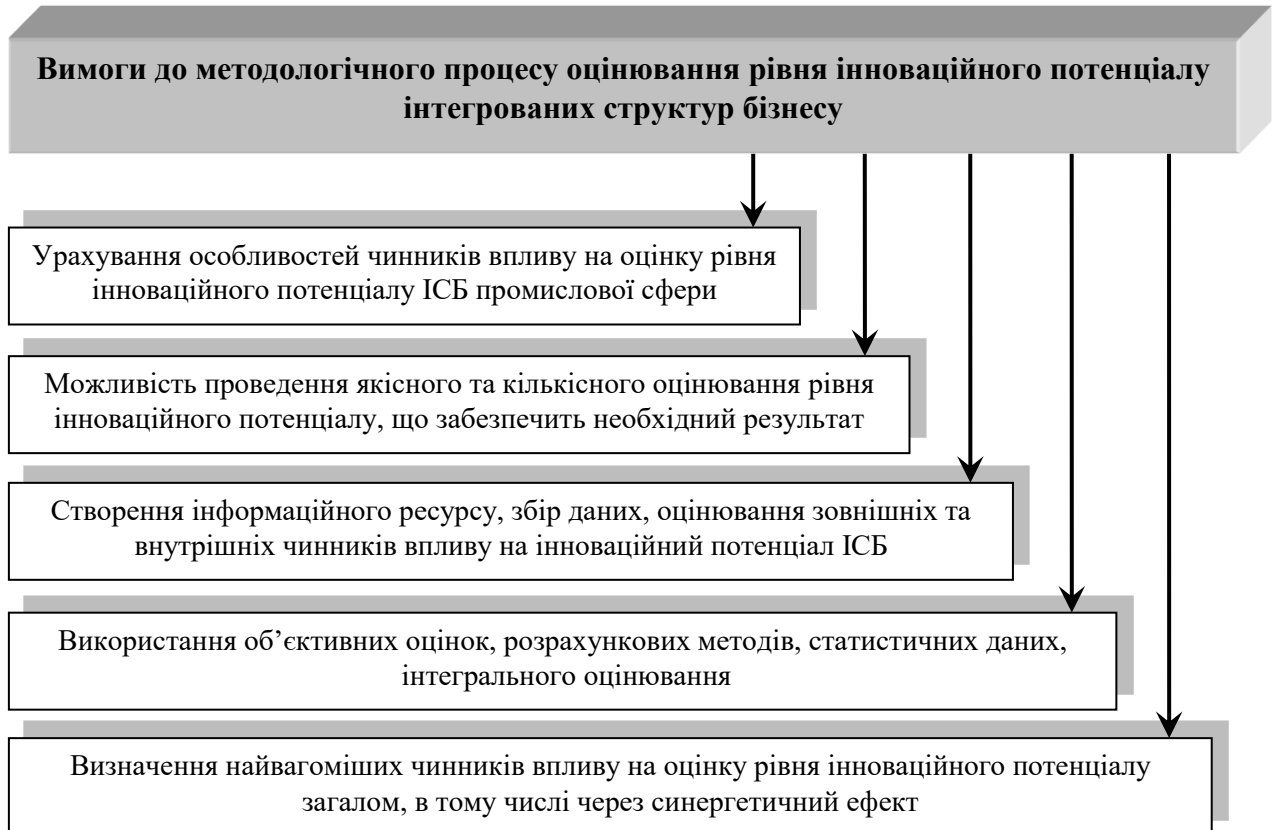 Вимоги до методологічного процесу оцінювання рівня інноваційного потенціалу
інтегрованих структур бізнесу
Урахування особливостей чинників впливу на оцінку рівня
інноваційного потенціалу ІСБ промислової сфери
Можливість проведення якісного та кількісного оцінювання рівня
інноваційного потенціалу, що забезпечить необхідний результат
Створення інформаційного ресурсу, збір даних, оцінювання зовнішніх та
внутрішніх чинників впливу на інноваційний потенціал ІСБ
Використання об’єктивних оцінок, розрахункових методів, статистичних даних,
інтегрального оцінювання
Визначення найвагоміших чинників впливу на оцінку рівня інноваційного потенціалу
загалом, в тому числі через синергетичний ефект